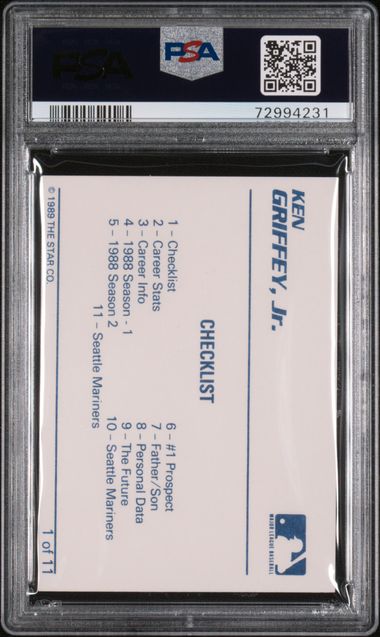 PSA
PSA
72994231
KEN
GRIFFEY, Jr.
MAJOR LEAGUE BASEBALL
CHECKLIST
1 - Checklist
2 - Career Stats
3 - Career Info
4 - 1988 Season - 1
5 - 1988 Season 2
6 - #1 Prospect
7 - Father/Son
8 - Personal Data
9 - The Future
10 - Seattle Mariners
11 - Seattle Mariners
© 1989 THE STAR CO.
1 of 11